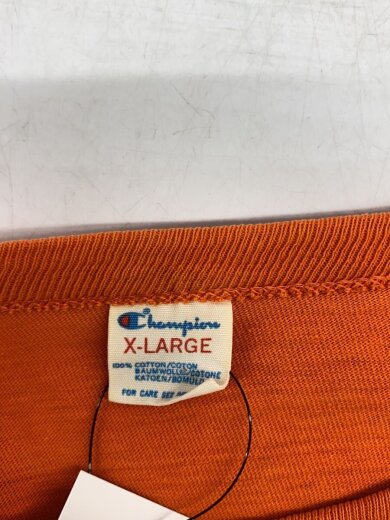 Champion
X-LARGE
100% COTTON/COTON
BAUMWOLLE/COTONE
KATOEN/BOMULD
FOR CARE SEE